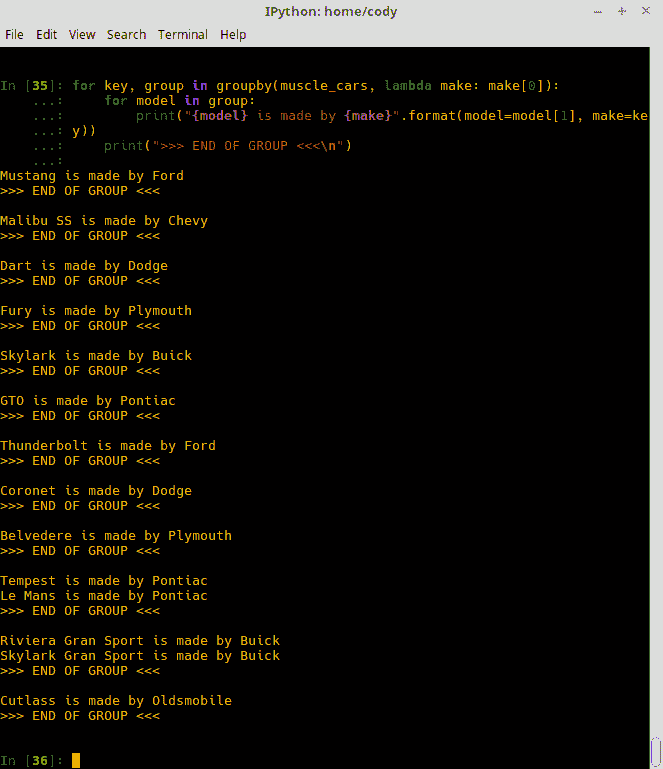 IPython: home/cody
File Edit View Search Terminal Help
In [35]: for key, group in groupby(muscle_cars, lambda make: make[0]):
...: for model in group:
...: print("{model} is made by {make}".format(model=model[1], make=ke
...: y))
...: print(">>> END OF GROUP <<<\n")
...:
Mustang is made by Ford
>>> END OF GROUP <<<
Malibu SS is made by Chevy
>>> END OF GROUP <<<
Dart is made by Dodge
>>> END OF GROUP <<<
Fury is made by Plymouth
>>> END OF GROUP <<<
Skylark is made by Buick
>>> END OF GROUP <<<
GTO is made by Pontiac
>>> END OF GROUP <<<
Thunderbolt is made by Ford
>>> END OF GROUP <<<
Coronet is made by Dodge
>>> END OF GROUP <<<
Belvedere is made by Plymouth
>>> END OF GROUP <<<
Tempest is made by Pontiac
Le Mans is made by Pontiac
>>> END OF GROUP <<<
Riviera Gran Sport is made by Buick
Skylark Gran Sport is made by Buick
>>> END OF GROUP <<<
Cutlass is made by Oldsmobile
>>> END OF GROUP <<<
In [36]: